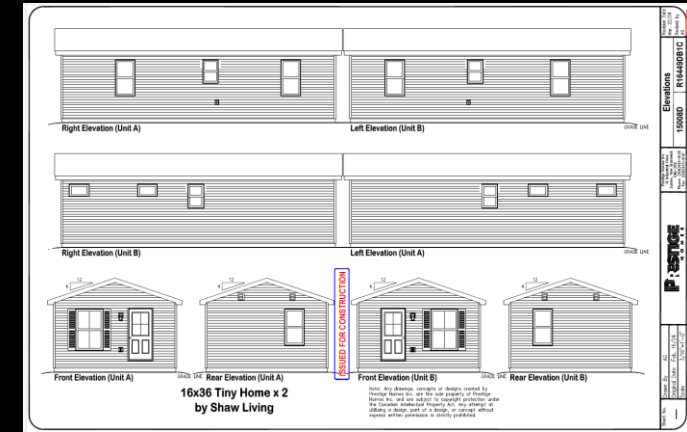 Right Elevation (Unit A)
Left Elevation (Unit B)
GRADE LINE
Right Elevation (Unit B)
Left Elevation (Unit A)
GRADE LINE
12
4
12
4
12
4
12
4
ISSUED FOR CONSTRUCTION
Front Elevation (Unit A)
GRADE LINE
Rear Elevation (Unit A)
Front Elevation (Unit B)
GRADE LINE
Rear Elevation (Unit B)
16x36 Tiny Home x 2
by Shaw Living
Note: Any drawings, concepts or designs created by
Prestige Homes Inc. are the sole property of Prestige
Homes Inc. and are subject to copyright protection under
the Canadian Intellectual Property Act. Any attempt at
utilizing a design, part of a design, or concept without
express written permission is strictly prohibited.
Elevations
15008D
R16449DB1C
PRESTIGE
HOMES